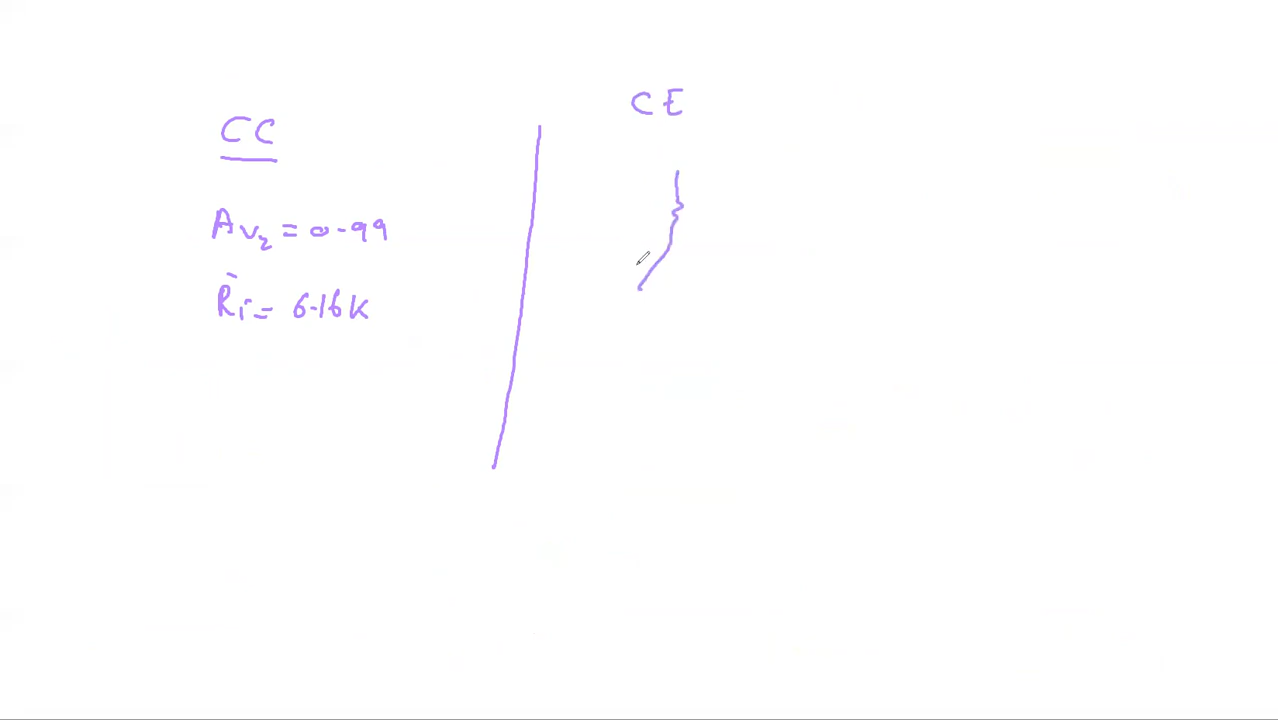 CC
Av₂ = 0.99
Ri = 6.16K
CE